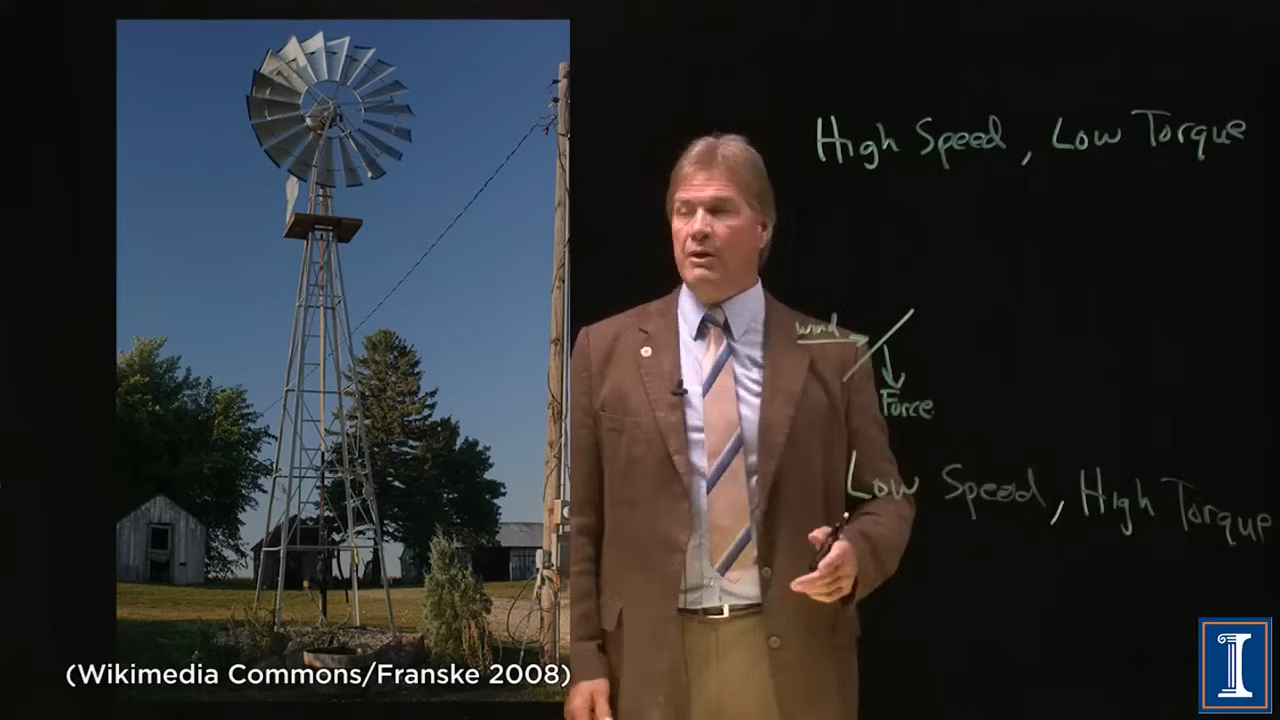 High Speed, Low Torque
wind
Force
Low Speed, High Torque
(Wikimedia Commons/Franske 2008)
I